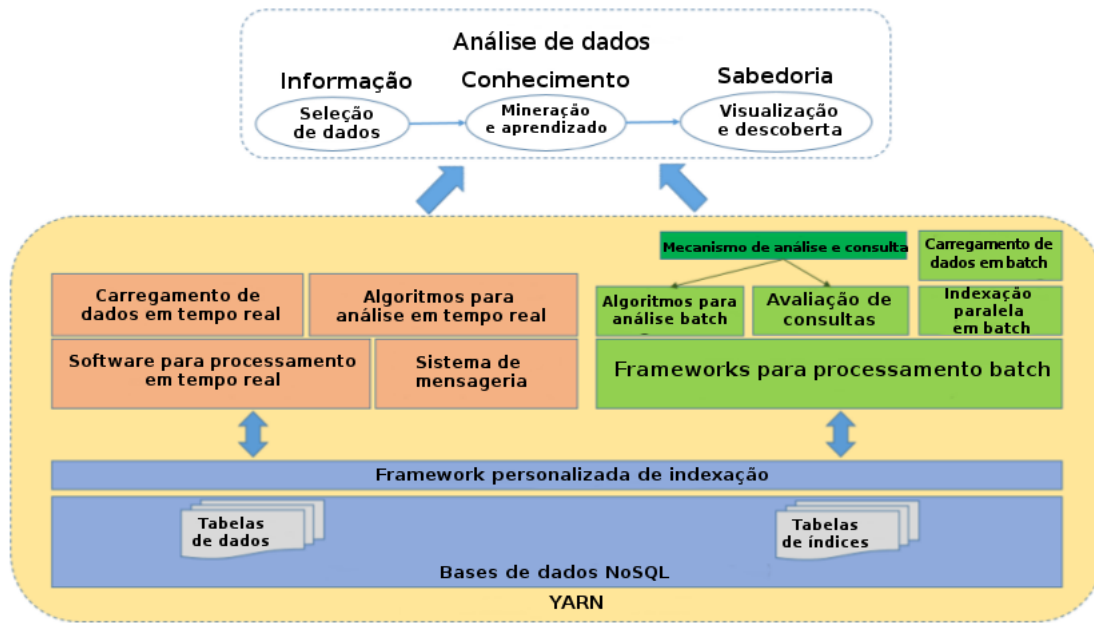 Análise de dados
Informação
Conhecimento
Sabedoria
Seleção
de dados
Mineração
e aprendizado
Visualização
e descoberta
Mecanismo de análise e consulta
Carregamento de
dados em batch
Carregamento de
dados em tempo real
Algoritmos para
análise em tempo real
Algoritmos para
análise batch
Avaliação de
consultas
Indexação
paralela
em batch
Software para processamento
em tempo real
Sistema de
mensageria
Frameworks para processamento batch
Framework personalizada de indexação
Tabelas
de dados
Tabelas
de índices
Bases de dados NoSQL
YARN